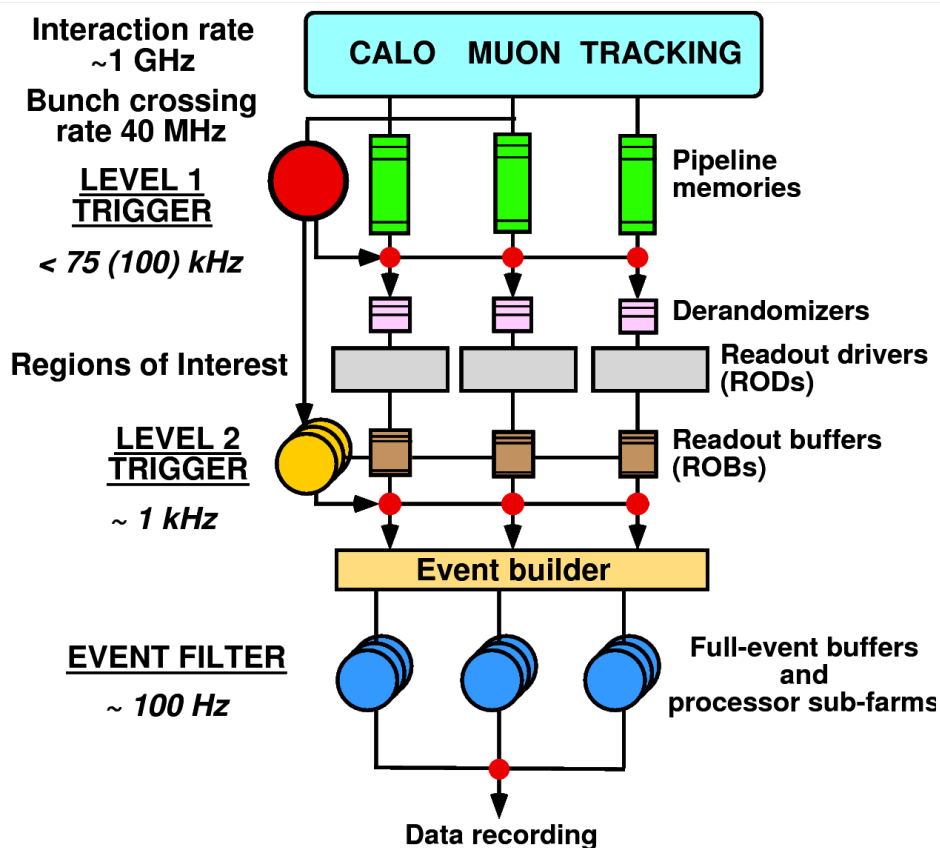 Interaction rate
~1 GHz
CALO MUON TRACKING
Bunch crossing
rate 40 MHz
LEVEL 1
TRIGGER
< 75 (100) kHz
Pipeline
memories
Derandomizers
Regions of Interest
Readout drivers
(RODs)
LEVEL 2
TRIGGER
~ 1 kHz
Readout buffers
(ROBs)
Event builder
EVENT FILTER
~ 100 Hz
Full-event buffers
and
processor sub-farms
Data recording